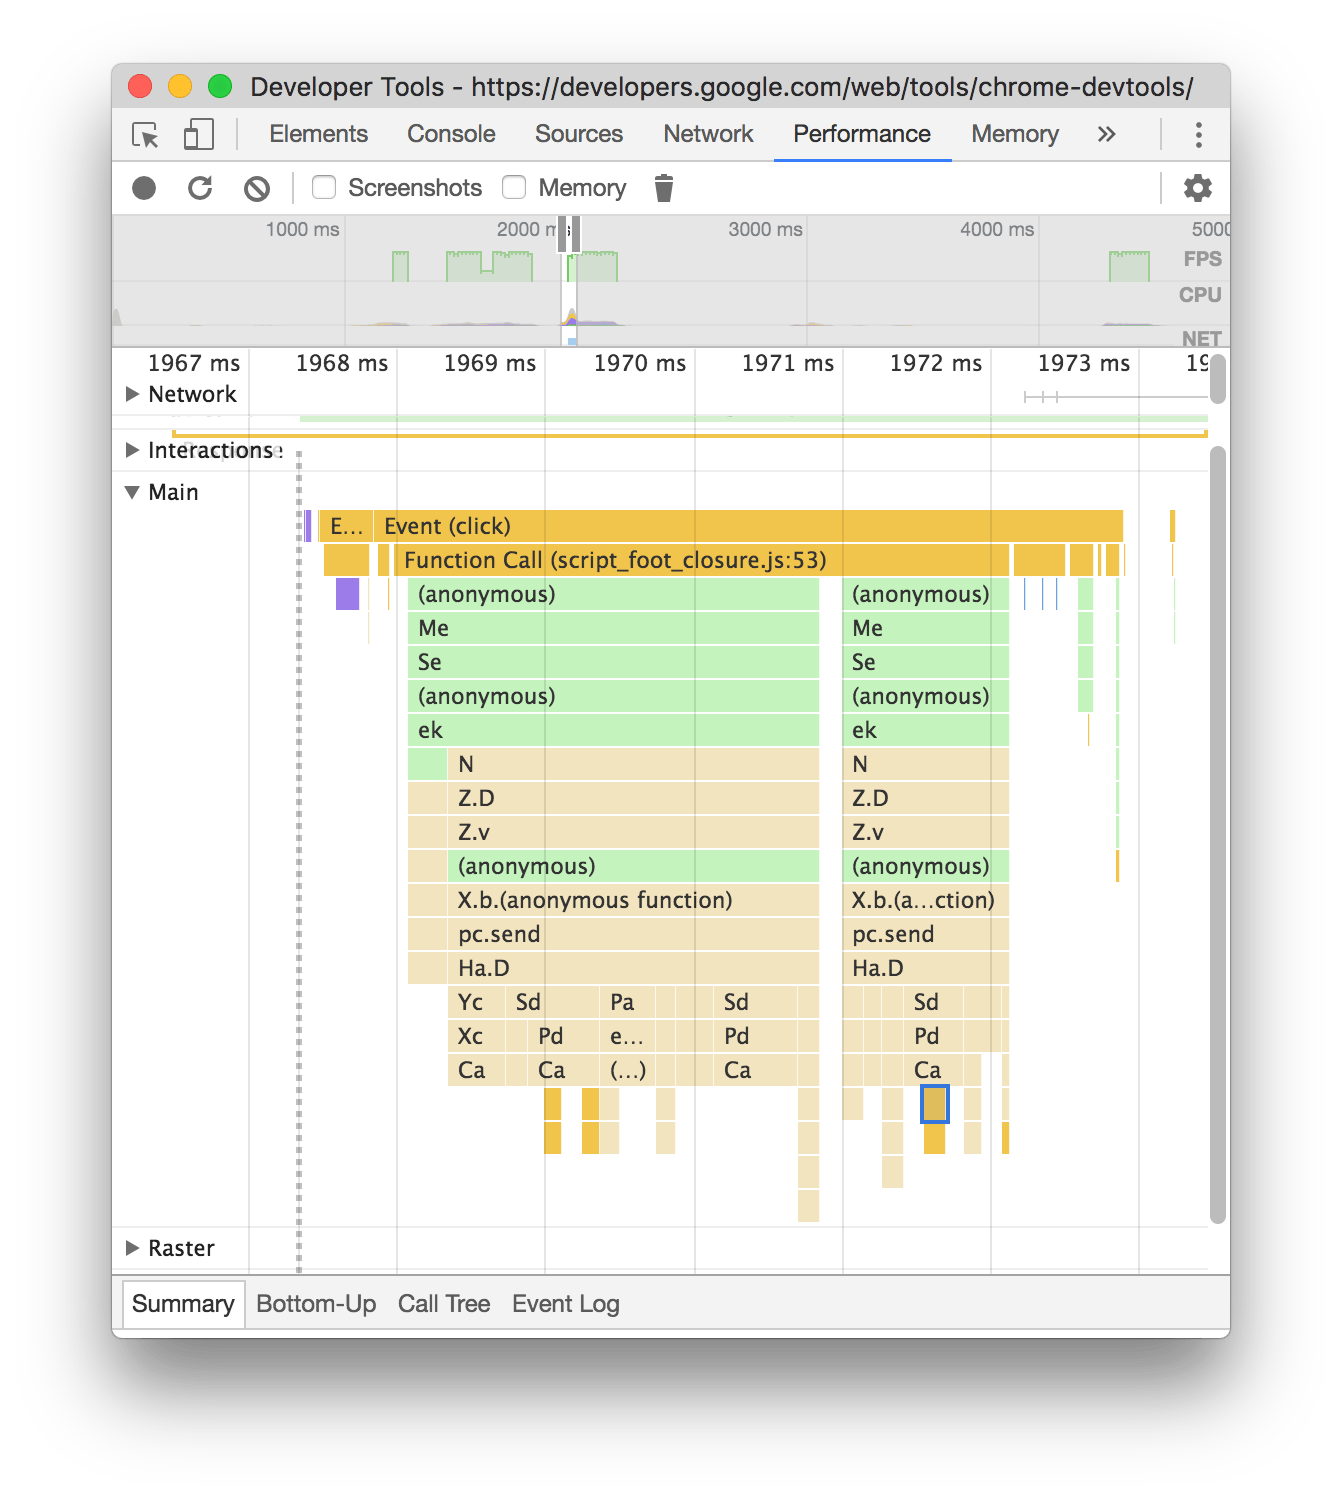 Developer Tools - https://developers.google.com/web/tools/chrome-devtools/
Elements Console Sources Network Performance Memory »
Screenshots Memory
1000 ms 2000 ms 3000 ms 4000 ms 5000
FPS
CPU
NET
1967 ms 1968 ms 1969 ms 1970 ms 1971 ms 1972 ms 1973 ms 19
Network
Interactions
Main
E... Event (click)
Function Call (script_foot_closure.js:53)
(anonymous) (anonymous)
Me Me
Se Se
(anonymous) (anonymous)
ek ek
N N
Z.D Z.D
Z.v Z.v
(anonymous) (anonymous)
X.b.(anonymous function) X.b.(a...ction)
pc.send pc.send
Ha.D Ha.D
Yc Sd Pa Sd Sd
Xc Pd e... Pd Pd
Ca Ca (...) Ca Ca
Raster
Summary Bottom-Up Call Tree Event Log